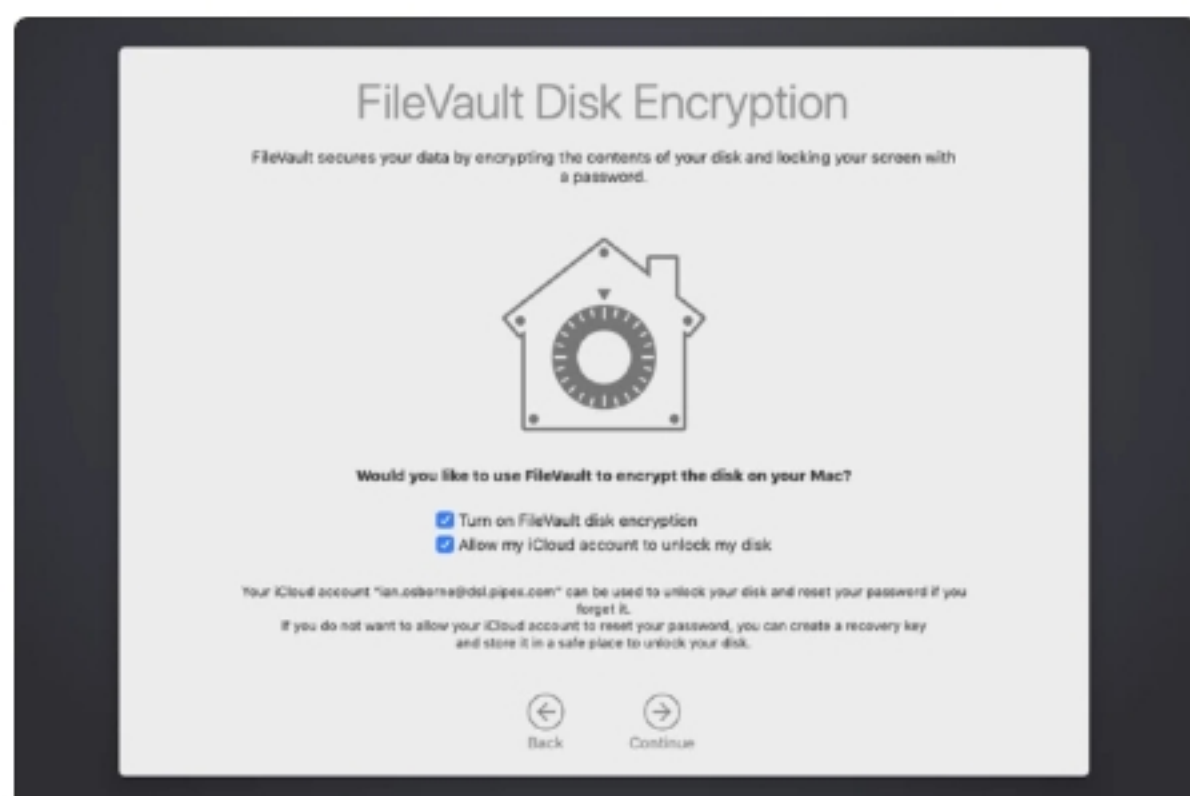 FileVault Disk Encryption
FileVault secures your data by encrypting the contents of your disk and locking your screen with
a password.
Would you like to use FileVault to encrypt the disk on your Mac?
Turn on FileVault disk encryption
Allow my iCloud account to unlock my disk
Your iCloud account "ian.osborne@dsl.pipex.com" can be used to unlock your disk and reset your password if you
forget it.
If you do not want to allow your iCloud account to reset your password, you can create a recovery key
and store it in a safe place to unlock your disk.
Back
Continue